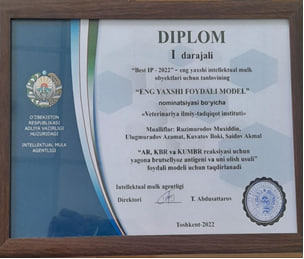 O'ZBEKISTON
RESPUBLIKASI
ADLIYA VAZIRLIGI
HUZURIDAGI
INTELLEKTUAL MULK
AGENTLIGI
DIPLOM
I darajali
"Best IP - 2022" - eng yaxshi intellektual mulk
obyektlari uchun tanlovining
"ENG YAXSHI FOYDALI MODEL"
nominatsiyasi bo'yicha
«Veterinariya ilmiy-tadqiqot instituti»
Mualliflar: Ruzimurodov Muxiddin,
Ulugmuradov Azamat, Kuvatov Boki, Saidov Akmal
"AR, KBR va KUMBR reaksiyasi uchun
yagona brutsellyoz antigeni va uni olish usuli"
foydali modeli uchun taqdirlanadi
Intellektual mulk agentligi
Direktori T. Abdusattarov
Toshkent-2022